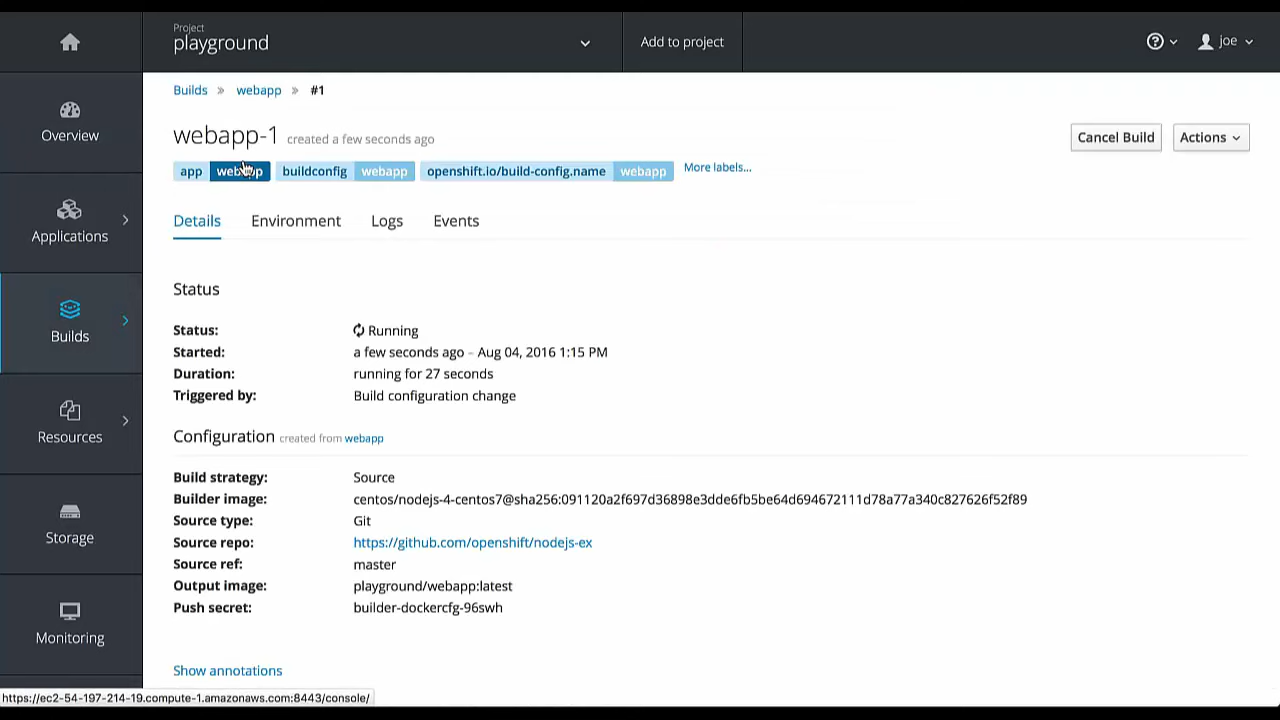 Project
playground
Add to project
joe
Overview
Applications
Builds
Resources
Storage
Monitoring
Builds » webapp » #1
webapp-1 created a few seconds ago
Cancel Build
Actions
app webapp buildconfig webapp openshift.io/build-config.name webapp More labels...
Details Environment Logs Events
Status
Status: Running
Started: a few seconds ago – Aug 04, 2016 1:15 PM
Duration: running for 27 seconds
Triggered by: Build configuration change
Configuration created from webapp
Build strategy: Source
Builder image: centos/nodejs-4-centos7@sha256:091120a2f697d36898e3dde6fb5be64d694672111d78a77a340c827626f52f89
Source type: Git
Source repo: https://github.com/openshift/nodejs-ex
Source ref: master
Output image: playground/webapp:latest
Push secret: builder-dockercfg-96swh
Show annotations
https://ec2-54-197-214-19.compute-1.amazonaws.com:8443/console/